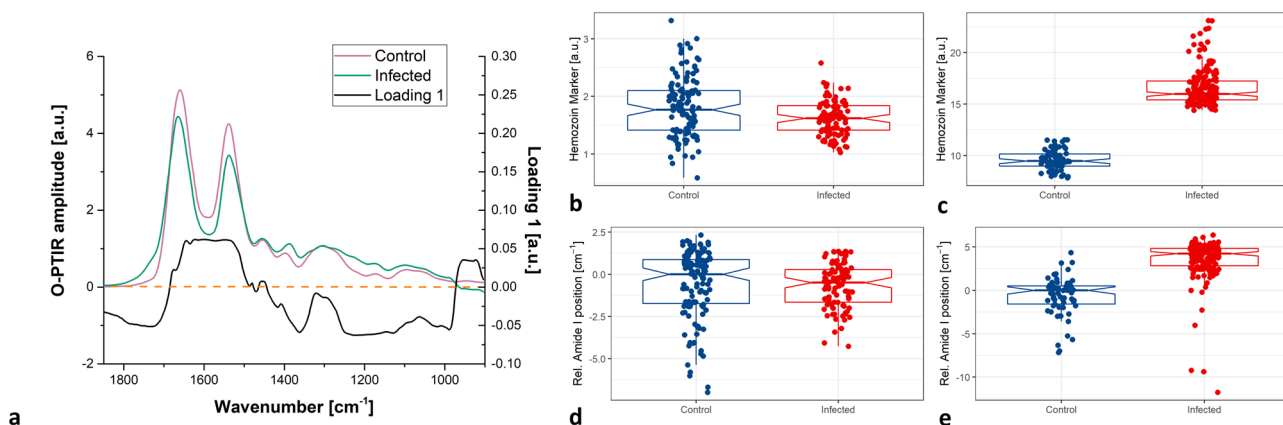 Control
Infected
Loading 1
6
4
2
0
-2
0.30
0.25
0.20
0.15
0.10
0.05
0.00
-0.05
-0.10
O-PTIR amplitude [a.u.]
Loading 1 [a.u.]
1800
1600
1400
1200
1000
Wavenumber [cm⁻¹]
a
3
2
1
Hemozoin Marker [a.u.]
Control
Infected
b
20
15
10
Hemozoin Marker [a.u.]
Control
Infected
c
2.5
0.0
-2.5
-5.0
Rel. Amide I position [cm⁻¹]
Control
Infected
d
5
0
-5
-10
Rel. Amide I position [cm⁻¹]
Control
Infected
e